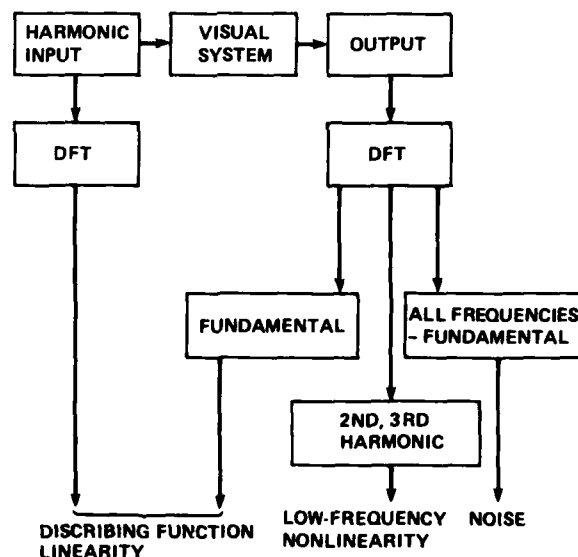 HARMONIC
INPUT
VISUAL
SYSTEM
OUTPUT
DFT
DFT
FUNDAMENTAL
ALL FREQUENCIES
– FUNDAMENTAL
2ND, 3RD
HARMONIC
DISCRIBING FUNCTION
LINEARITY
LOW-FREQUENCY
NONLINEARITY
NOISE